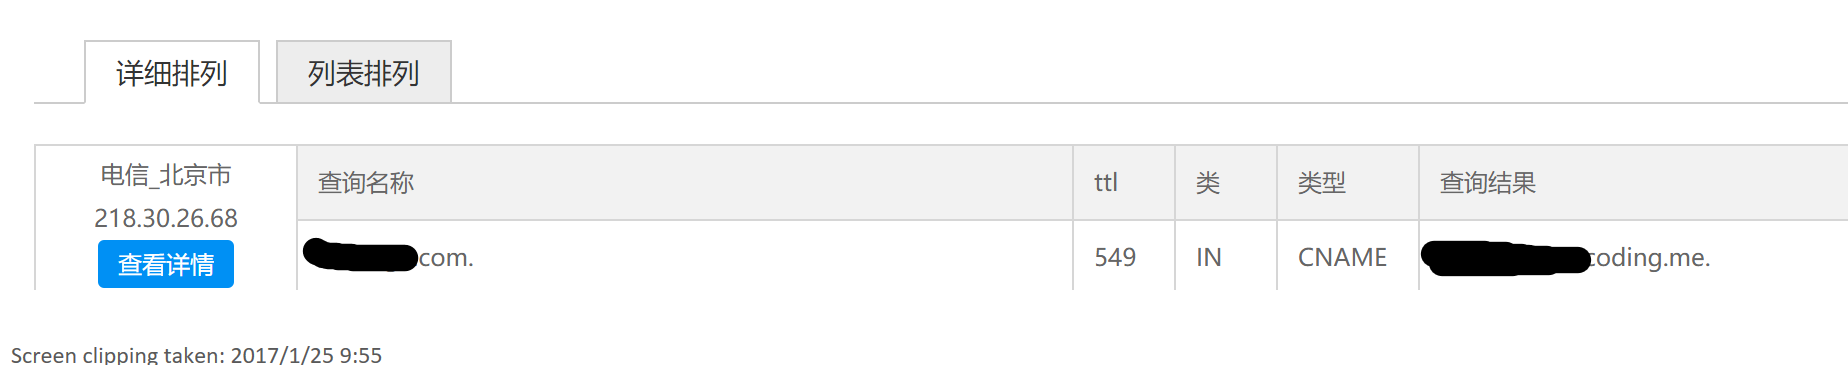 详细排列 列表排列
电信_北京市
218.30.26.68
查看详情
查询名称 ttl 类 类型 查询结果
com. 549 IN CNAME coding.me.
Screen clipping taken: 2017/1/25 9:55